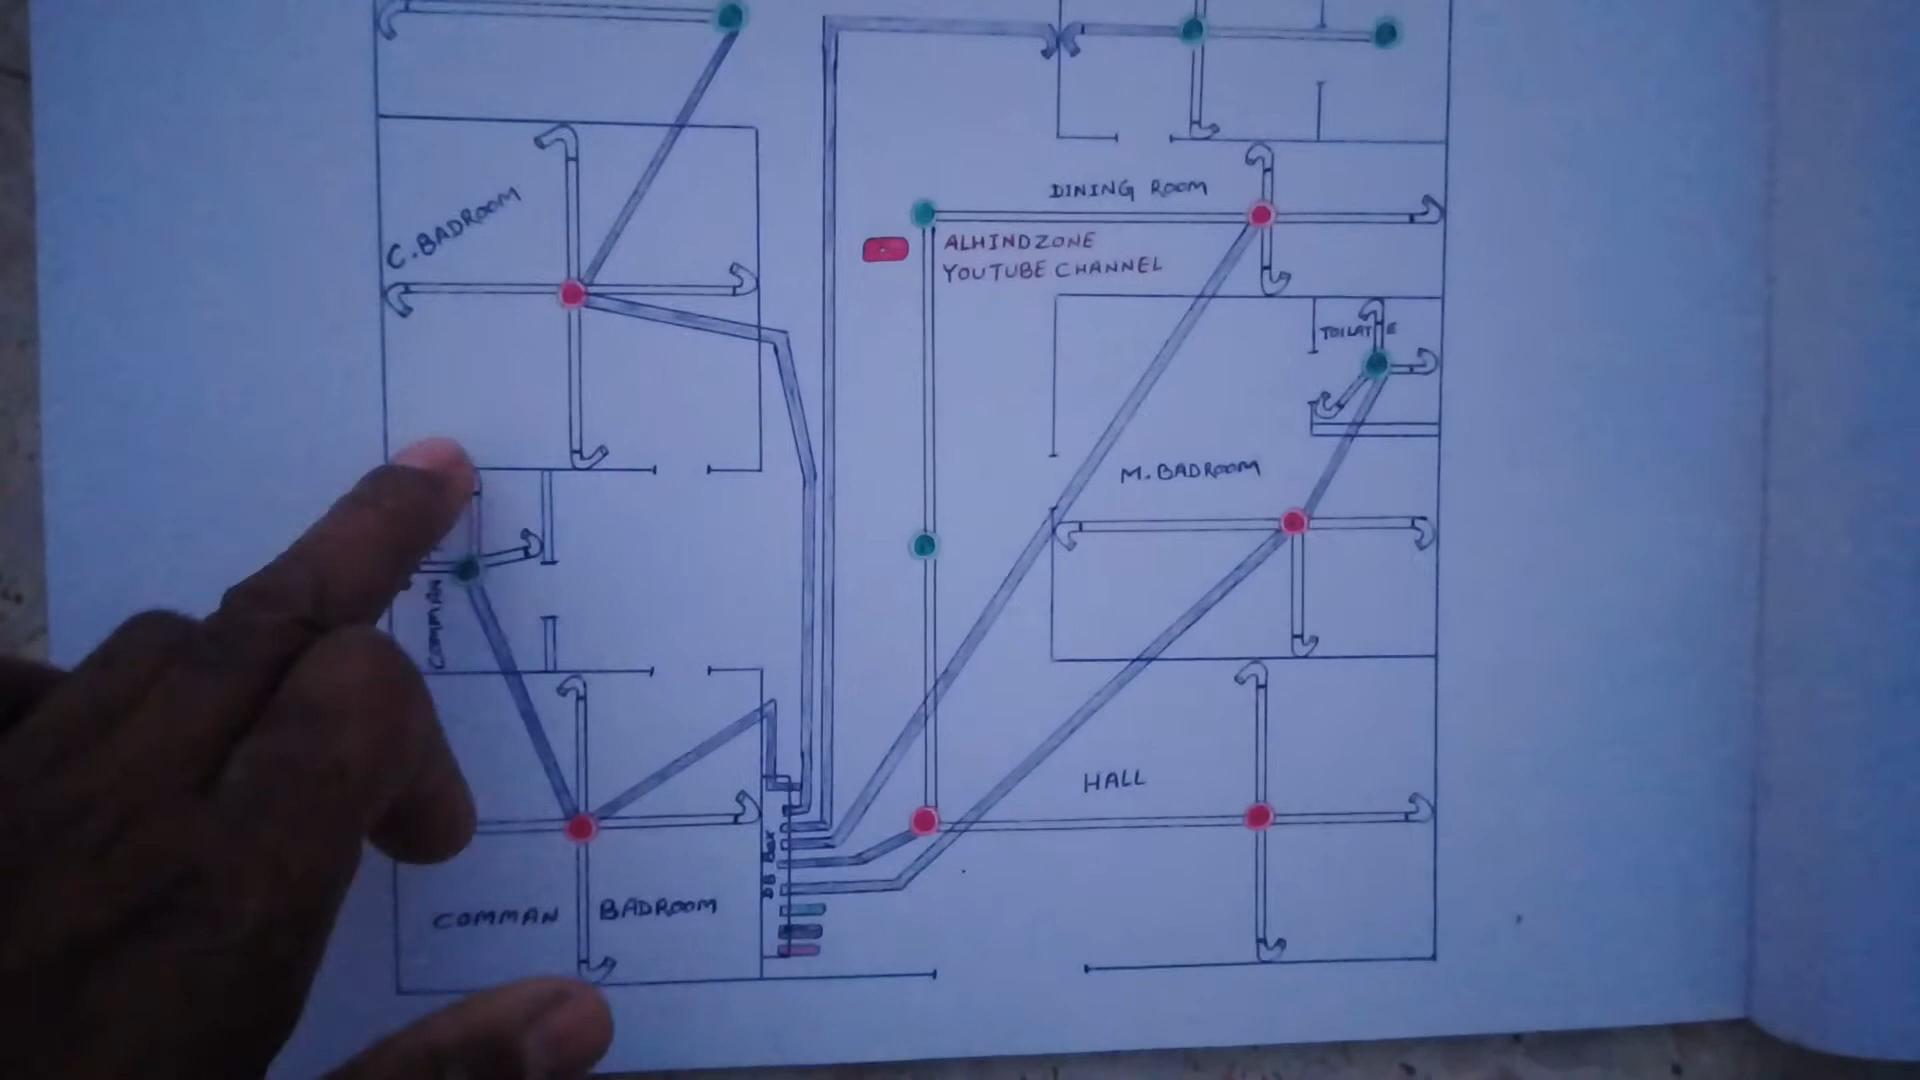 C. BADROOM
DINING ROOM
ALHINDZONE
YOUTUBE CHANNEL
TOILATE
M. BADROOM
COMMAN
HALL
DB Box
COMMAN BADROOM